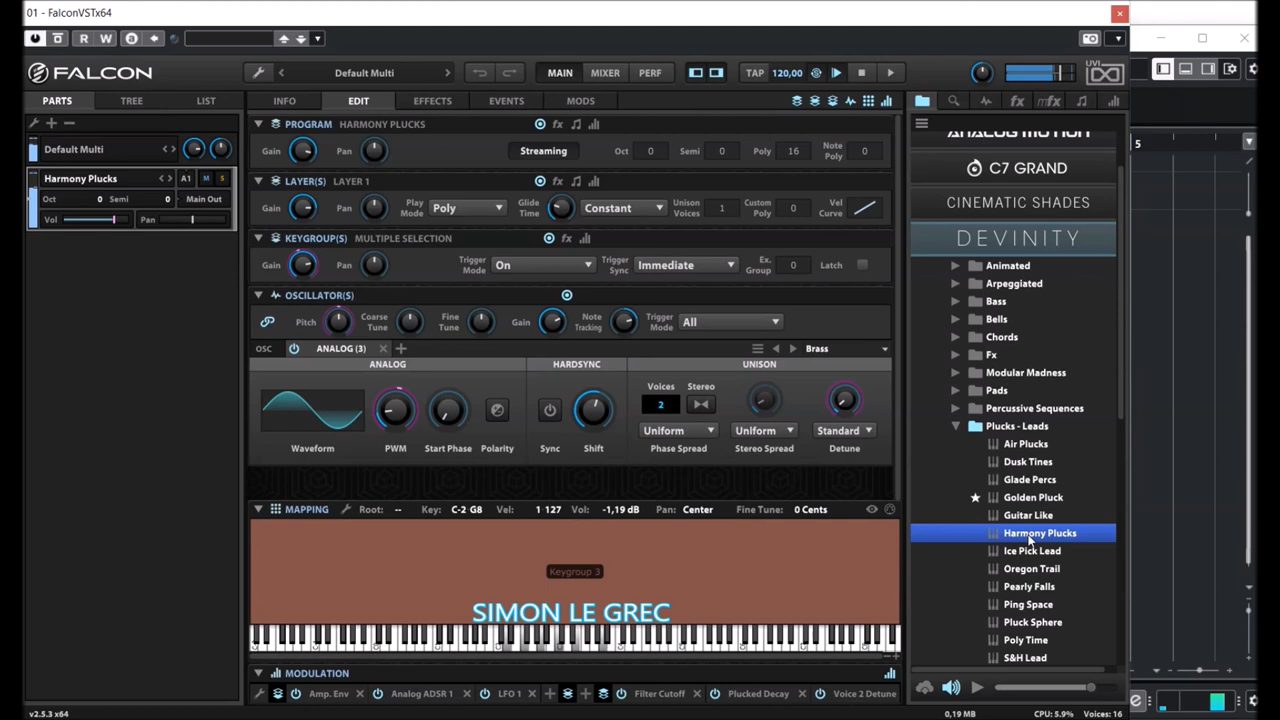 01 - FalconVSTx64
R W a
FALCON
Default Multi
MAIN MIXER PERF
TAP 120,00
UVI
PARTS TREE LIST
INFO EDIT EFFECTS EVENTS MODS
fx mfx
Default Multi
Harmony Plucks A1 M S
Oct 0 Semi 0 Main Out
Vol Pan
PROGRAM HARMONY PLUCKS fx
Gain Pan Streaming Oct 0 Semi 0 Poly 16 Note Poly 0
LAYER(S) LAYER 1 fx
Gain Pan Play Mode Poly Glide Time Constant Unison Voices 1 Custom Poly 0 Vel Curve
KEYGROUP(S) MULTIPLE SELECTION fx
Gain Pan Trigger Mode On Trigger Sync Immediate Ex. Group 0 Latch
OSCILLATOR(S)
Pitch Coarse Tune Fine Tune Gain Note Tracking Trigger Mode All
OSC ANALOG (3) Brass
ANALOG HARDSYNC UNISON
Voices Stereo
2
Uniform Uniform Standard
Waveform PWM Start Phase Polarity Sync Shift Phase Spread Stereo Spread Detune
MAPPING Root: -- Key: C-2 G8 Vel: 1 127 Vol: -1,19 dB Pan: Center Fine Tune: 0 Cents
Keygroup 3
SIMON LE GREC
MODULATION
Amp. Env Analog ADSR 1 LFO 1 Filter Cutoff Plucked Decay Voice 2 Detune
ANALOG MOTION
C7 GRAND
CINEMATIC SHADES
DEVINITY
Animated
Arpeggiated
Bass
Bells
Chords
Fx
Modular Madness
Pads
Percussive Sequences
Plucks - Leads
Air Plucks
Dusk Tines
Glade Percs
Golden Pluck
Guitar Like
Harmony Plucks
Ice Pick Lead
Oregon Trail
Pearly Falls
Ping Space
Pluck Sphere
Poly Time
S&H Lead
5
v2.5.3 x64
0,19 MB CPU: 5.9% Voices: 16